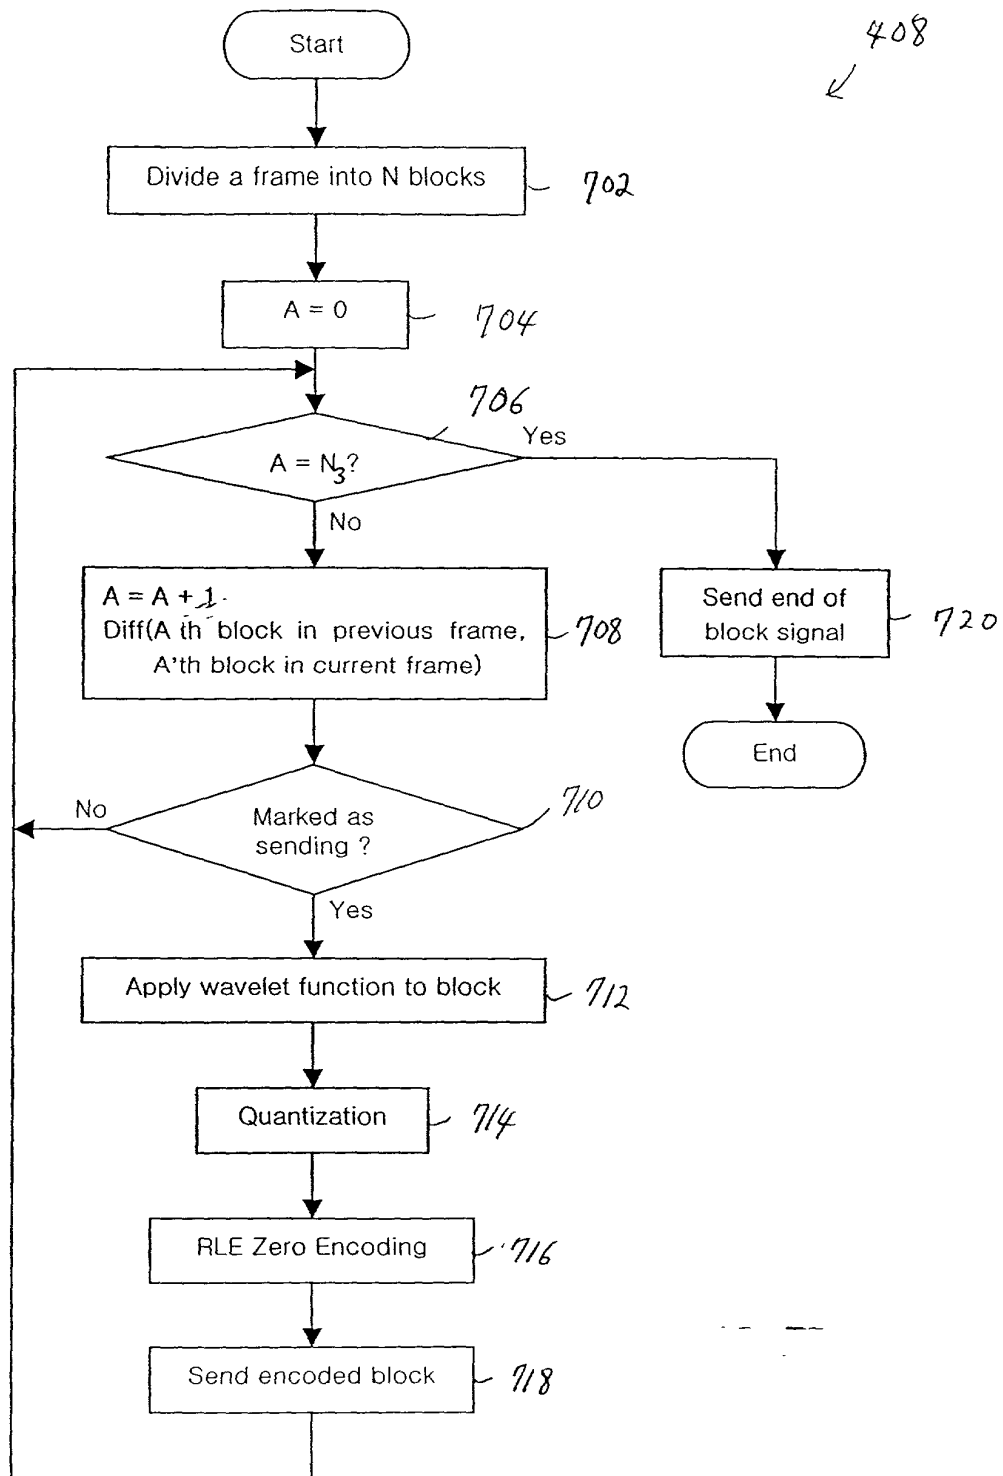 Start
408
Divide a frame into N blocks
702
A = 0
704
706
A = N₃?
Yes
No
A = A + 1
Diff(A th block in previous frame,
A'th block in current frame)
708
Send end of
block signal
720
End
No
Marked as
sending ?
710
Yes
Apply wavelet function to block
712
Quantization
714
RLE Zero Encoding
716
Send encoded block
718